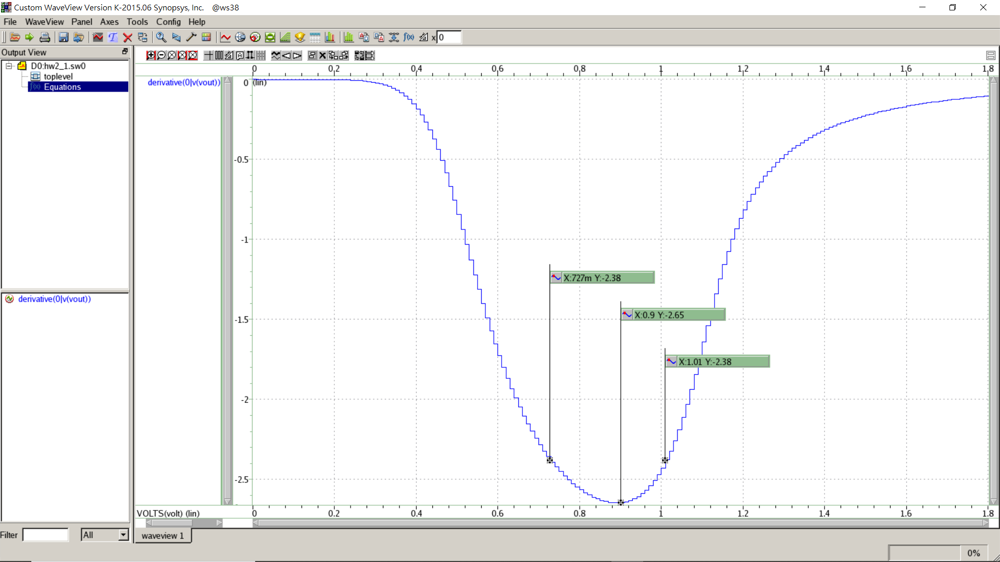 Custom WaveView Version K-2015.06 Synopsys, Inc. @ws38
File WaveView Panel Axes Tools Config Help
x 0
Output View
D0:hw2_1.sw0
toplevel
f(x) Equations
derivative(0|v(vout))
0 0.2 0.4 0.6 0.8 1 1.2 1.4 1.6 1.8
derivative(0|v(vout))
0 (lin)
-0.5
-1
-1.5
-2
-2.5
X:727m Y:-2.38
X:0.9 Y:-2.65
X:1.01 Y:-2.38
VOLTS(volt) (lin)
0 0.2 0.4 0.6 0.8 1 1.2 1.4 1.6 1.8
Filter All
waveview 1
0%